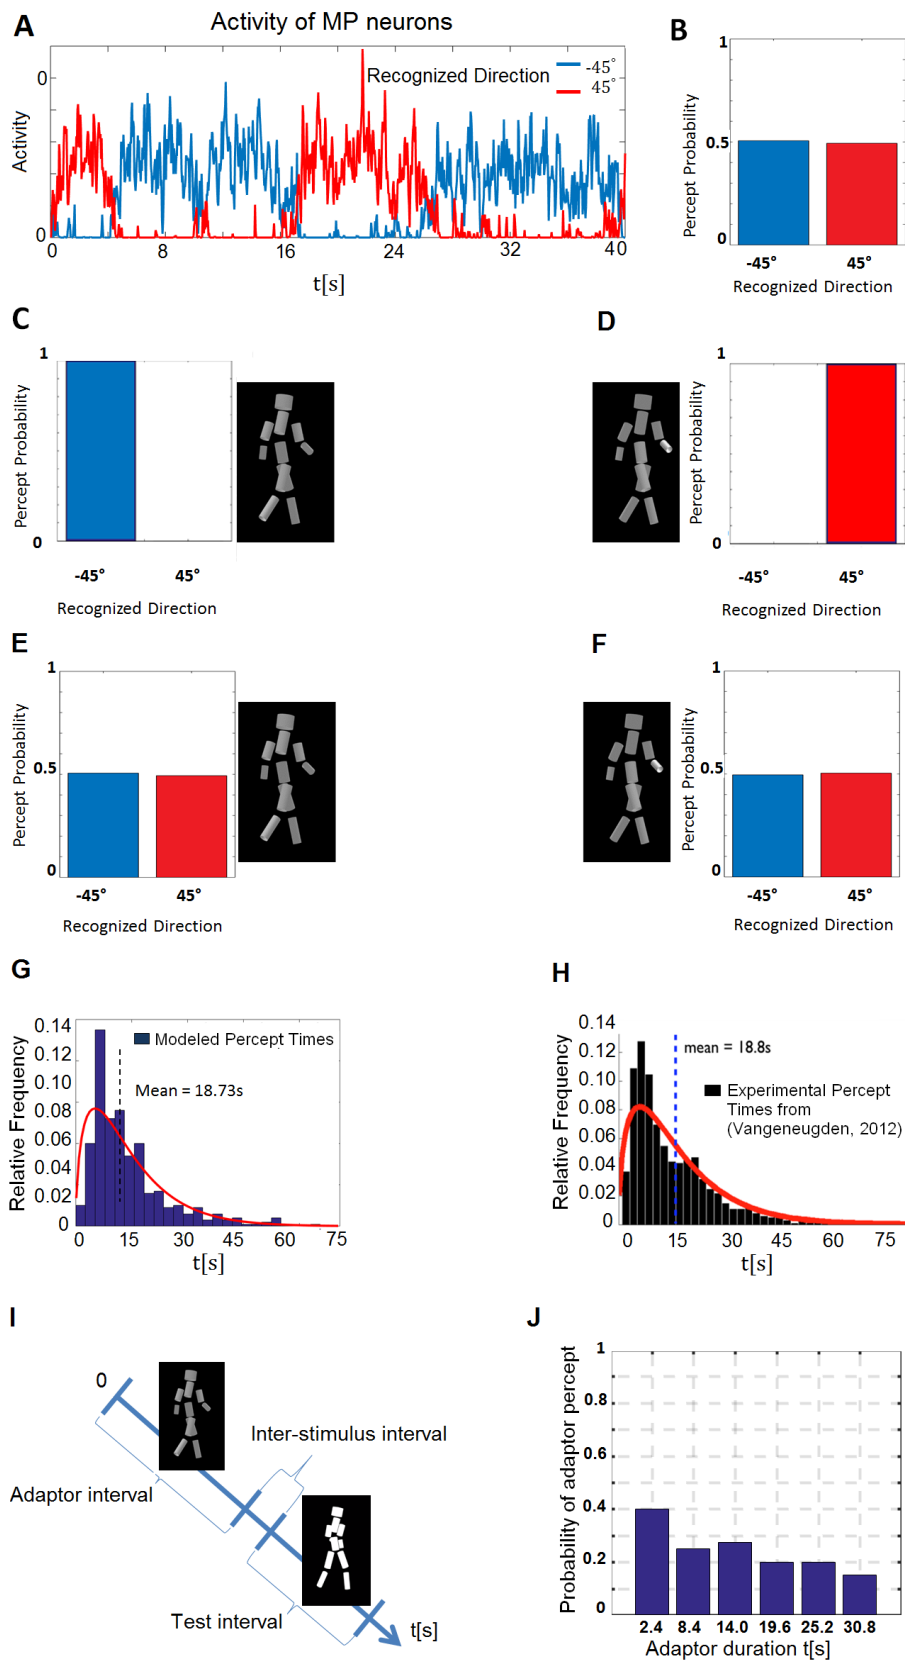 A
Activity of MP neurons
Recognized Direction
-45°
45°
0
Activity
0
0
8
16
24
32
40
t[s]
B
1
Percept Probability
0.5
0
-45°
45°
Recognized Direction
C
1
Percept Probability
0
-45°
45°
Recognized Direction
D
1
Percept Probability
0
-45°
45°
Recognized Direction
E
1
Percept Probability
0.5
0
-45°
45°
Recognized Direction
F
1
Percept Probability
0.5
0
-45°
45°
Recognized Direction
G
Relative Frequency
0.14
0.10
0.08
0.06
0.02
0
Modeled Percept Times
Mean = 18.73s
0
15
30
45
60
75
t[s]
H
Relative Frequency
0.14
0.12
0.08
0.06
0.04
0.02
0
mean = 18.8s
Experimental Percept
Times from
(Vangeneugden, 2012)
0
15
30
45
60
75
t[s]
I
0
Inter-stimulus interval
Adaptor interval
Test interval
t[s]
J
Probability of adaptor percept
1
0.8
0.6
0.4
0.2
0
2.4
8.4
14.0
19.6
25.2
30.8
Adaptor duration t[s]